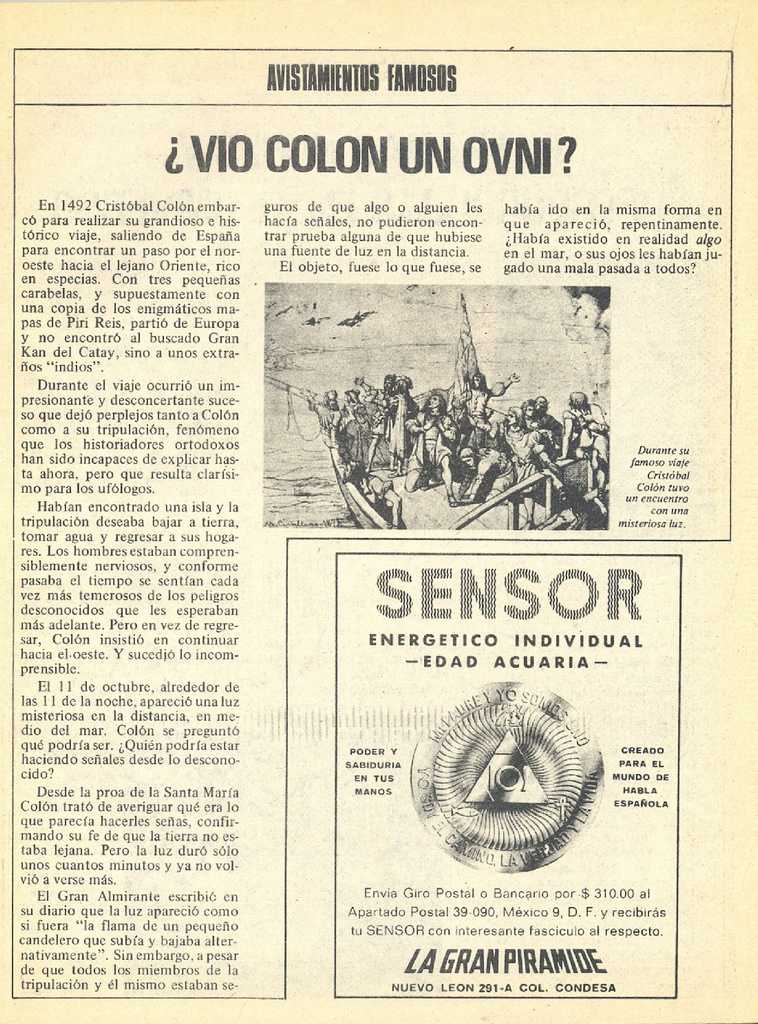 AVISTAMIENTOS FAMOSOS
¿VIO COLON UN OVNI?
En 1492 Cristóbal Colón embar-
có para realizar su grandioso e his-
tórico viaje, saliendo de España
para encontrar un paso por el nor-
oeste hacia el lejano Oriente, rico
en especias. Con tres pequeñas
carabelas, y supuestamente con
una copia de los enigmáticos ma-
pas de Piri Reis, partió de Europa
y no encontró al buscado Gran
Kan del Catay, sino a unos extra-
ños “indios”.
Durante el viaje ocurrió un im-
presionante y desconcertante suce-
so que dejó perplejos tanto a Colón
como a su tripulación, fenómeno
que los historiadores ortodoxos
han sido incapaces de explicar has-
ta ahora, pero que resulta clarísi-
mo para los ufólogos.
Habían encontrado una isla y la
tripulación deseaba bajar a tierra,
tomar agua y regresar a sus hoga-
res. Los hombres estaban compren-
siblemente nerviosos, y conforme
pasaba el tiempo se sentían cada
vez más temerosos de los peligros
desconocidos que les esperaban
más adelante. Pero en vez de regre-
sar, Colón insistió en continuar
hacia el oeste. Y sucedió lo incom-
prensible.
El 11 de octubre, alrededor de
las 11 de la noche, apareció una luz
misteriosa en la distancia, en me-
dio del mar. Colón se preguntó
qué podría ser. ¿Quién podría estar
haciendo señales desde lo descono-
cido?
Desde la proa de la Santa María
Colón trató de averiguar qué era lo
que parecía hacerles señas, confir-
mando su fe de que la tierra no es-
taba lejana. Pero la luz duró sólo
unos cuantos minutos y ya no vol-
vió a verse más.
El Gran Almirante escribió en
su diario que la luz apareció como
si fuera “la flama de un pequeño
candelero que subía y bajaba alter-
nativamente”. Sin embargo, a pesar
de que todos los miembros de la
tripulación y él mismo estaban se-
guros de que algo o alguien les
hacía señales, no pudieron encon-
trar prueba alguna de que hubiese
una fuente de luz en la distancia.
El objeto, fuese lo que fuese, se
había ido en la misma forma en
que apareció, repentinamente.
¿Había existido en realidad algo
en el mar, o sus ojos les habían ju-
gado una mala pasada a todos?
Durante su
famoso viaje
Cristóbal
Colón tuvo
un encuentro
con una
misteriosa luz.
SENSOR
ENERGETICO INDIVIDUAL
—EDAD ACUARIA—
PODER Y
SABIDURIA
EN TUS
MANOS
MI PADRE Y YO SOMOS UNO
YO SOY EL CAMINO, LA VERDAD Y LA VIDA
CREADO
PARA EL
MUNDO DE
HABLA
ESPAÑOLA
Envía Giro Postal o Bancario por $ 310.00 al
Apartado Postal 39-090, México 9, D. F. y recibirás
tu SENSOR con interesante fascículo al respecto.
LA GRAN PIRAMIDE
NUEVO LEON 291-A COL. CONDESA